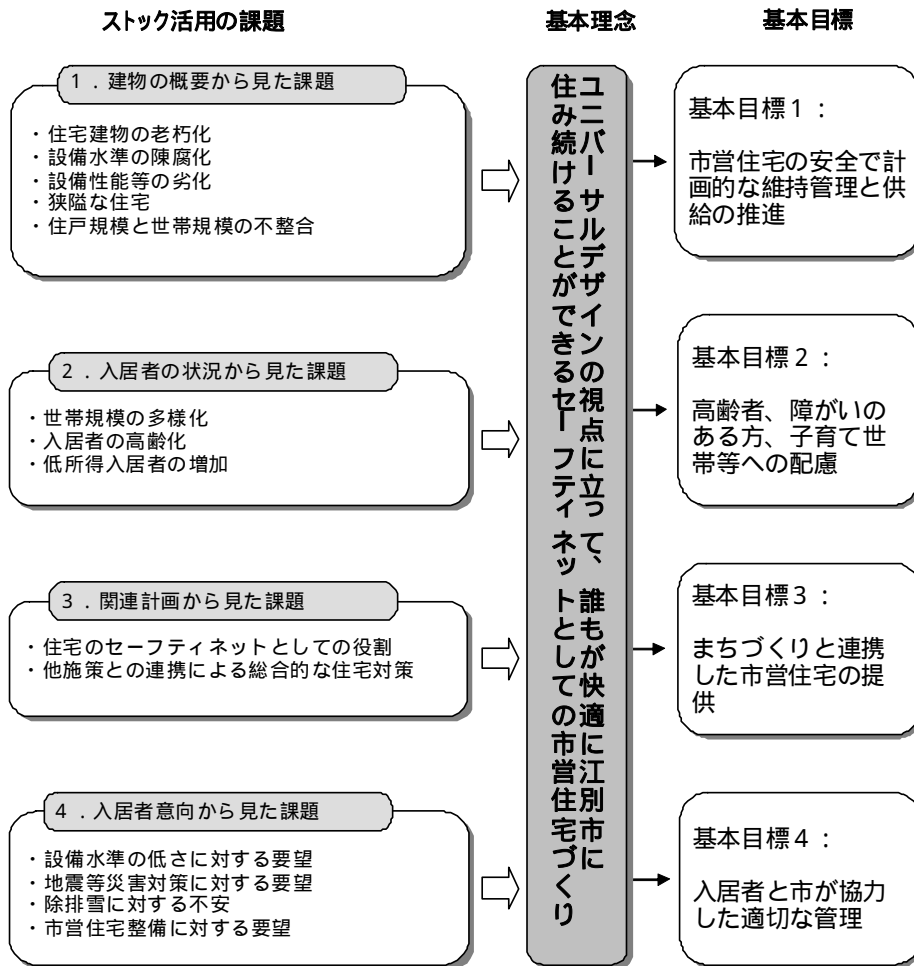 ストック活用の課題
基本理念
基本目標
1．建物の概要から見た課題
・住宅建物の老朽化
・設備水準の陳腐化
・設備性能等の劣化
・狭隘な住宅
・住戸規模と世帯規模の不整合
2．入居者の状況から見た課題
・世帯規模の多様化
・入居者の高齢化
・低所得入居者の増加
3．関連計画から見た課題
・住宅のセーフティネットとしての役割
・他施策との連携による総合的な住宅対策
4．入居者意向から見た課題
・設備水準の低さに対する要望
・地震等災害対策に対する要望
・除排雪に対する不安
・市営住宅整備に対する要望
ユニバーサルデザインの視点に立って、誰もが快適に江別市に
住み続けることができるセーフティネットとしての市営住宅づくり
基本目標1：
市営住宅の安全で計
画的な維持管理と供
給の推進
基本目標2：
高齢者、障がいの
ある方、子育て世
帯等への配慮
基本目標3：
まちづくりと連携
した市営住宅の提
供
基本目標4：
入居者と市が協力
した適切な管理